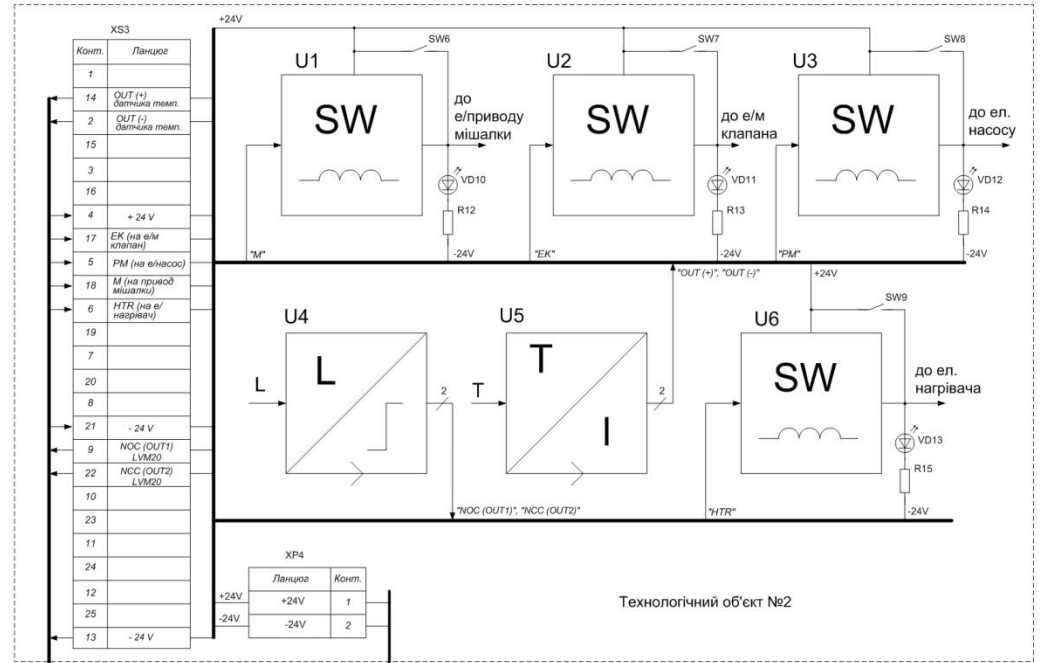 XS3
Конт. Ланцюг
1
14 OUT (+)
датчика темп.
2 OUT (-)
датчика темп.
15
3
16
4 + 24 V
17 EK (на е/м
клапан)
5 PM (на е/насос)
18 M (на привод
мішалки)
6 HTR (на е/
нагрівач)
19
7
20
8
21 - 24 V
9 NOC (OUT1)
LVM20
22 NCC (OUT2)
LVM20
10
23
11
24
12
25
13 - 24 V
+24V
U1
SW
SW6
до
е/приводу
мішалки
VD10
R12
-24V
"M"
U2
SW
SW7
до е/м
клапана
VD11
R13
-24V
"EK"
U3
SW
SW8
до ел.
насосу
VD12
R14
-24V
"PM"
U4
L
L
2
"NOC (OUT1)", "NCC (OUT2)"
U5
T
T
I
2
"OUT (+)", "OUT (-)"
+24V
U6
SW
SW9
до ел.
нагрівача
VD13
R15
-24V
"HTR"
XP4
Ланцюг Конт.
+24V +24V 1
-24V -24V 2
Технологічний об'єкт №2